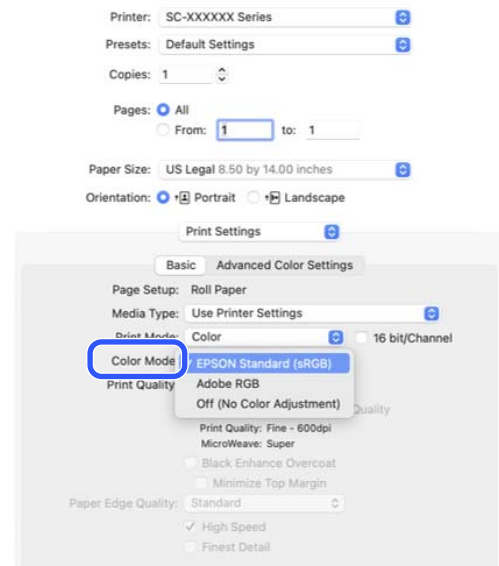 Printer: SC-XXXXXX Series
Presets: Default Settings
Copies: 1
Pages: All
From: 1 to: 1
Paper Size: US Legal 8.50 by 14.00 inches
Orientation: Portrait Landscape
Print Settings
Basic Advanced Color Settings
Page Setup: Roll Paper
Media Type: Use Printer Settings
Print Mode: Color 16 bit/Channel
Color Mode ✓ EPSON Standard (sRGB)
Print Quality Adobe RGB
Off (No Color Adjustment)
Quality
Print Quality: Fine - 600dpi
MicroWeave: Super
Black Enhance Overcoat
Minimize Top Margin
Paper Edge Quality: Standard
High Speed
Finest Detail